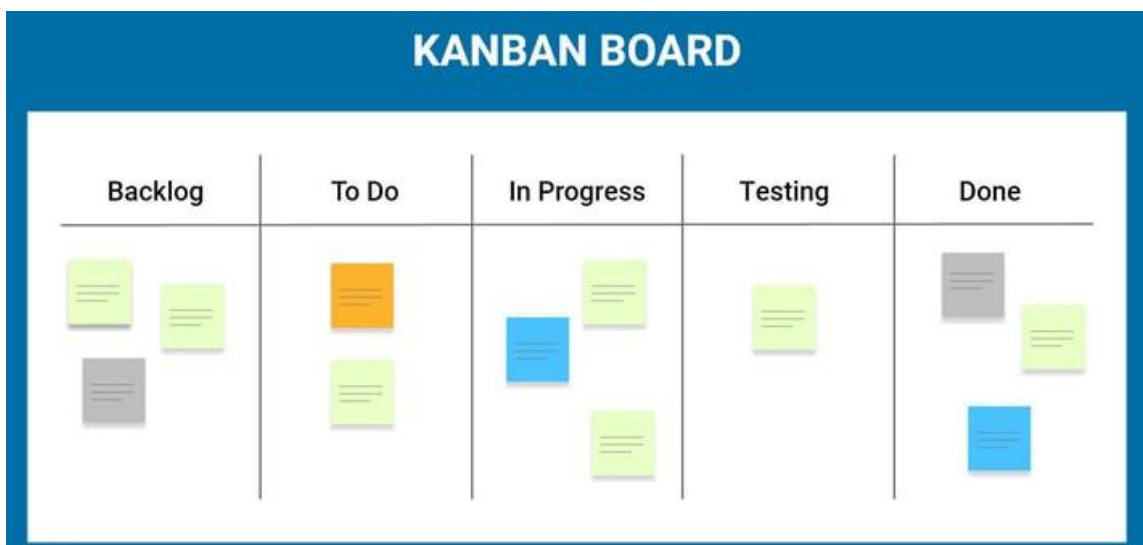 KANBAN BOARD
Backlog
To Do
In Progress
Testing
Done